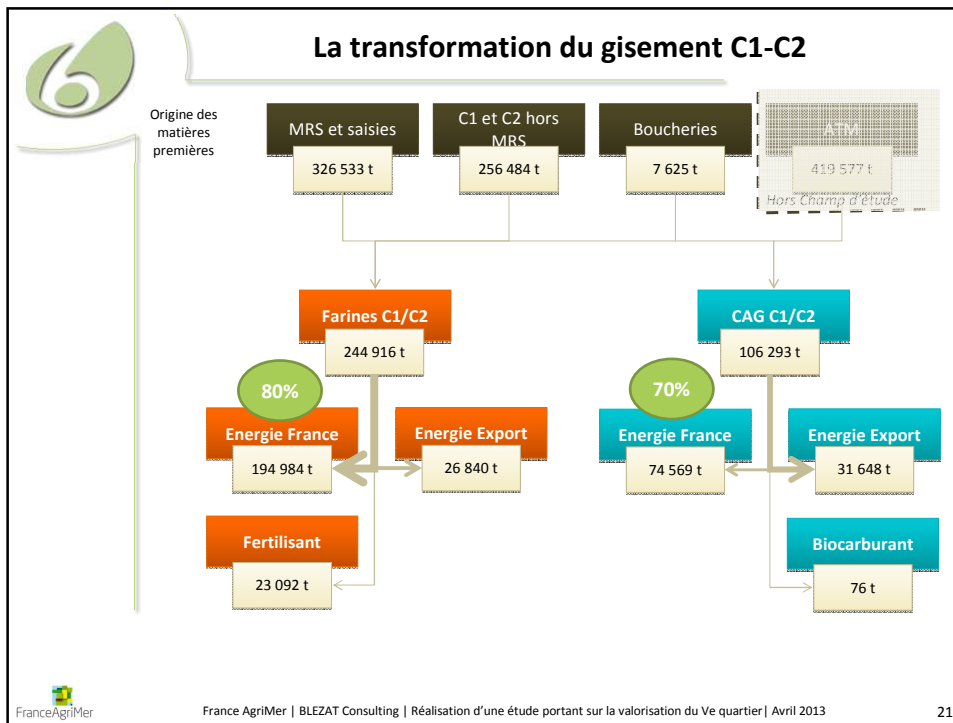 La transformation du gisement C1-C2
Origine des
matières
premières
MRS et saisies
326 533 t
C1 et C2 hors
MRS
256 484 t
Boucheries
7 625 t
ATM
419 577 t
Hors Champ d'étude
Farines C1/C2
244 916 t
CAG C1/C2
106 293 t
80%
Energie France
194 984 t
Energie Export
26 840 t
70%
Energie France
74 569 t
Energie Export
31 648 t
Fertilisant
23 092 t
Biocarburant
76 t
FranceAgriMer
France AgriMer | BLEZAT Consulting | Réalisation d'une étude portant sur la valorisation du Ve quartier| Avril 2013
21